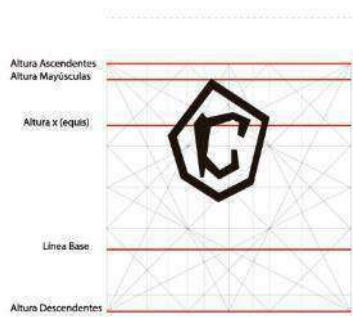 Altura Ascendentes
Altura Mayúsculas
Altura x (equis)
C
Línea Base
Altura Descendentes